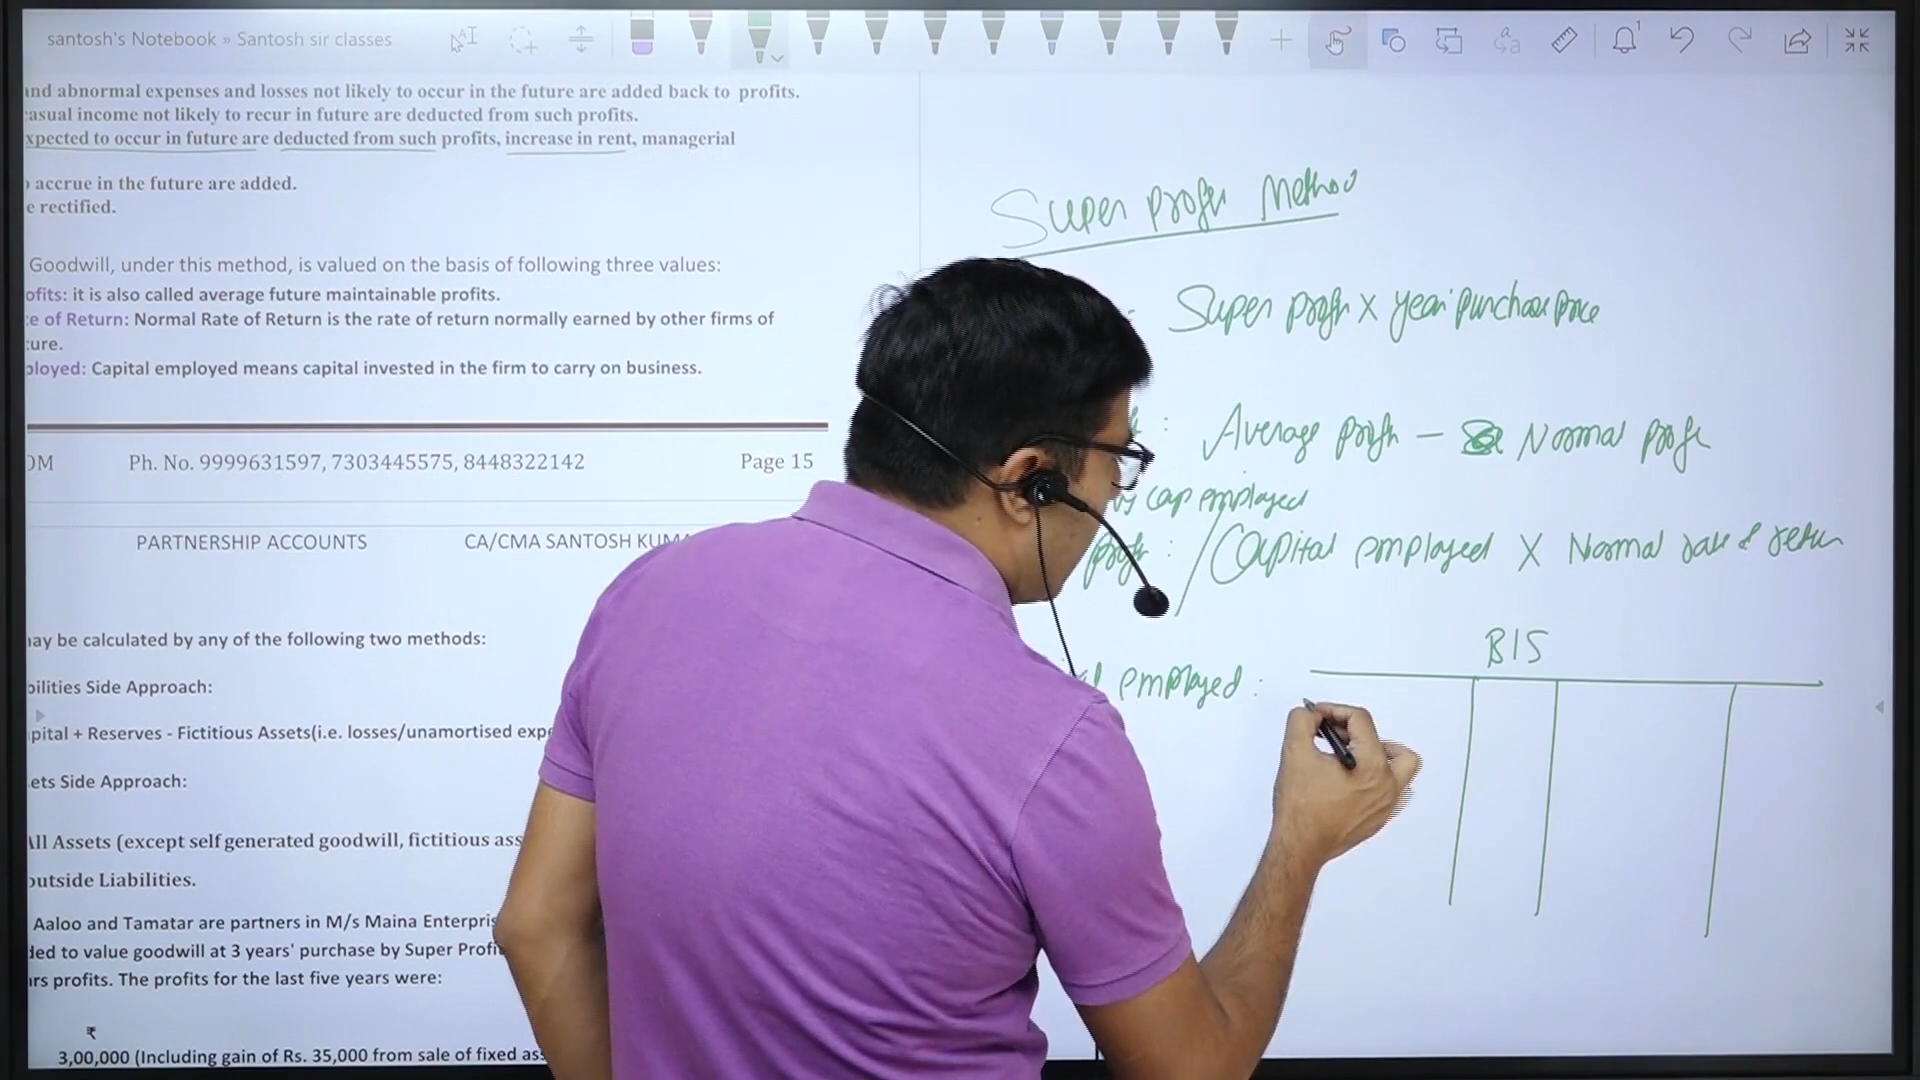 santosh's Notebook » Santosh sir classes
and abnormal expenses and losses not likely to occur in the future are added back to profits.
casual income not likely to recur in future are deducted from such profits.
xpected to occur in future are deducted from such profits, increase in rent, managerial
o accrue in the future are added.
e rectified.
Goodwill, under this method, is valued on the basis of following three values:
ofits: it is also called average future maintainable profits.
e of Return: Normal Rate of Return is the rate of return normally earned by other firms of
ture.
ployed: Capital employed means capital invested in the firm to carry on business.
OM Ph. No. 9999631597, 7303445575, 8448322142 Page 15
PARTNERSHIP ACCOUNTS CA/CMA SANTOSH KUMA
may be calculated by any of the following two methods:
bilities Side Approach:
pital + Reserves - Fictitious Assets(i.e. losses/unamortised expe
ets Side Approach:
All Assets (except self generated goodwill, fictitious ass
outside Liabilities.
Aaloo and Tamatar are partners in M/s Maina Enterpris
ded to value goodwill at 3 years' purchase by Super Profi
urs profits. The profits for the last five years were:
₹
3,00,000 (Including gain of Rs. 35,000 from sale of fixed ass
Super profit Method
Super profit X year purchase price
: Average profit - Normal profit
cap employed
profit : Capital employed X Normal rate of return
employed :
B/S